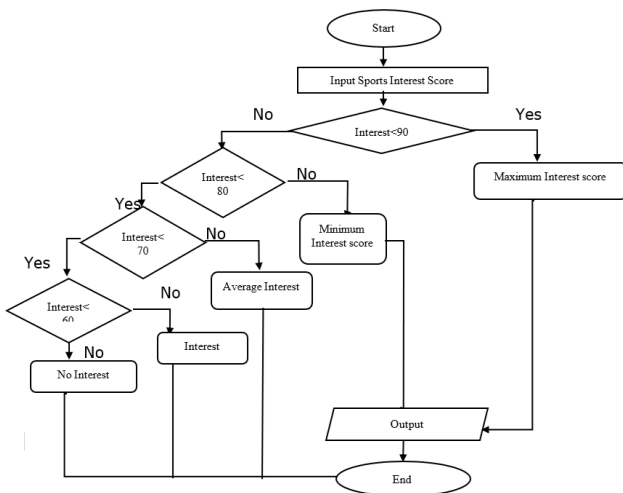 Start
Input Sports Interest Score
No
Yes
Interest<90
Interest<
80
No
Maximum Interest score
Yes
Minimum
Interest score
Interest<
70
No
Yes
Average Interest
Interest<
60
No
Interest
No
No Interest
Output
End